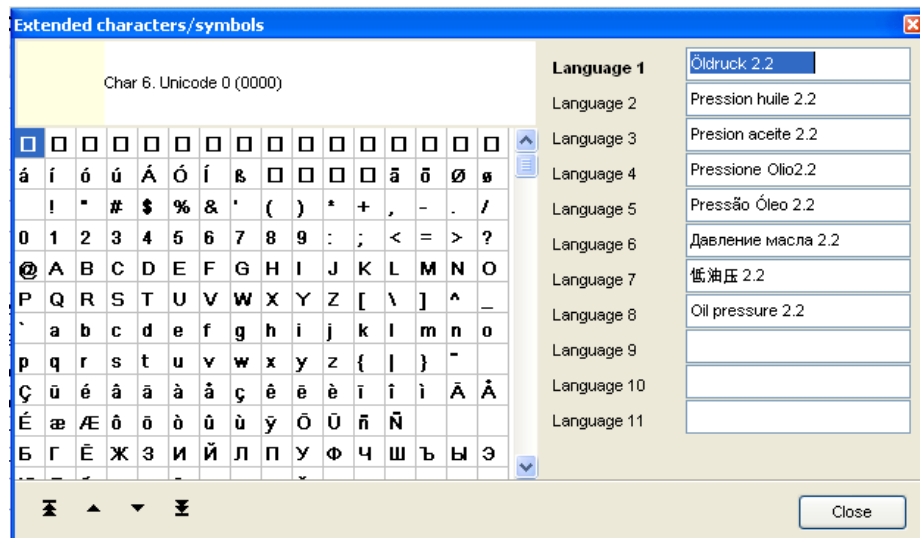 Extended characters/symbols
Char 6. Unicode 0 (0000)
á í ó ú Á Ó Í ß ā ō Ø ø
! " # $ % & ' ( ) * + , - . /
0 1 2 3 4 5 6 7 8 9 : ; < = > ?
@ A B C D E F G H I J K L M N O
P Q R S T U V W X Y Z [ \ ] ^ _
` a b c d e f g h i j k l m n o
p q r s t u v w x y z { | } ~
Ç ū é â ā à å ç ê ē è ī î ì Ā Å
É æ Æ ô ō ò û ù ȳ Ō Ū ñ Ñ
Б Г Ё Ж З И Й Л П У Ф Ч Ш Ъ Ы Э
Language 1 Öldruck 2.2
Language 2 Pression huile 2.2
Language 3 Presion aceite 2.2
Language 4 Pressione Olio2.2
Language 5 Pressão Óleo 2.2
Language 6 Давление масла 2.2
Language 7 低油压 2.2
Language 8 Oil pressure 2.2
Language 9
Language 10
Language 11
Close